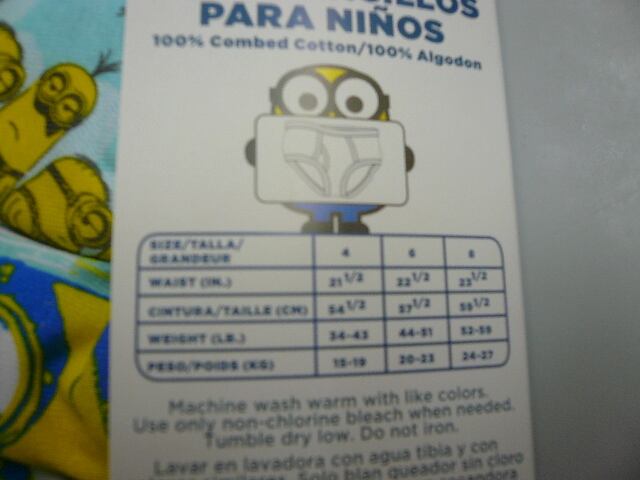 PARA NIÑOS
100% Combed Cotton/100% Algodon
SIZE/TALLA/GRANDEUR 4 6 8
WAIST (IN.) 21 1/2 22 1/2 23 1/2
CINTURA/TAILLE (CM) 54 1/2 57 1/2 59 1/2
WEIGHT (LB.) 34-43 44-51 52-59
PESO/POIDS (KG) 15-19 20-23 24-27
Machine wash warm with like colors.
Use only non-chlorine bleach when needed.
Tumble dry low. Do not iron.
Lavar en lavadora con agua tibia y con
Solo blanqueador sin cloro